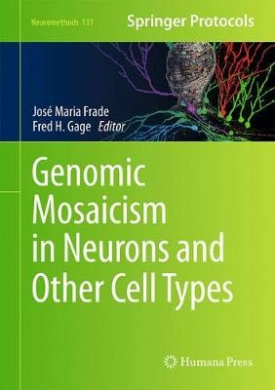 Neuromethods 131
Springer Protocols
José María Frade
Fred H. Gage Editor
Genomic
Mosaicism
in Neurons and
Other Cell Types
Humana Press